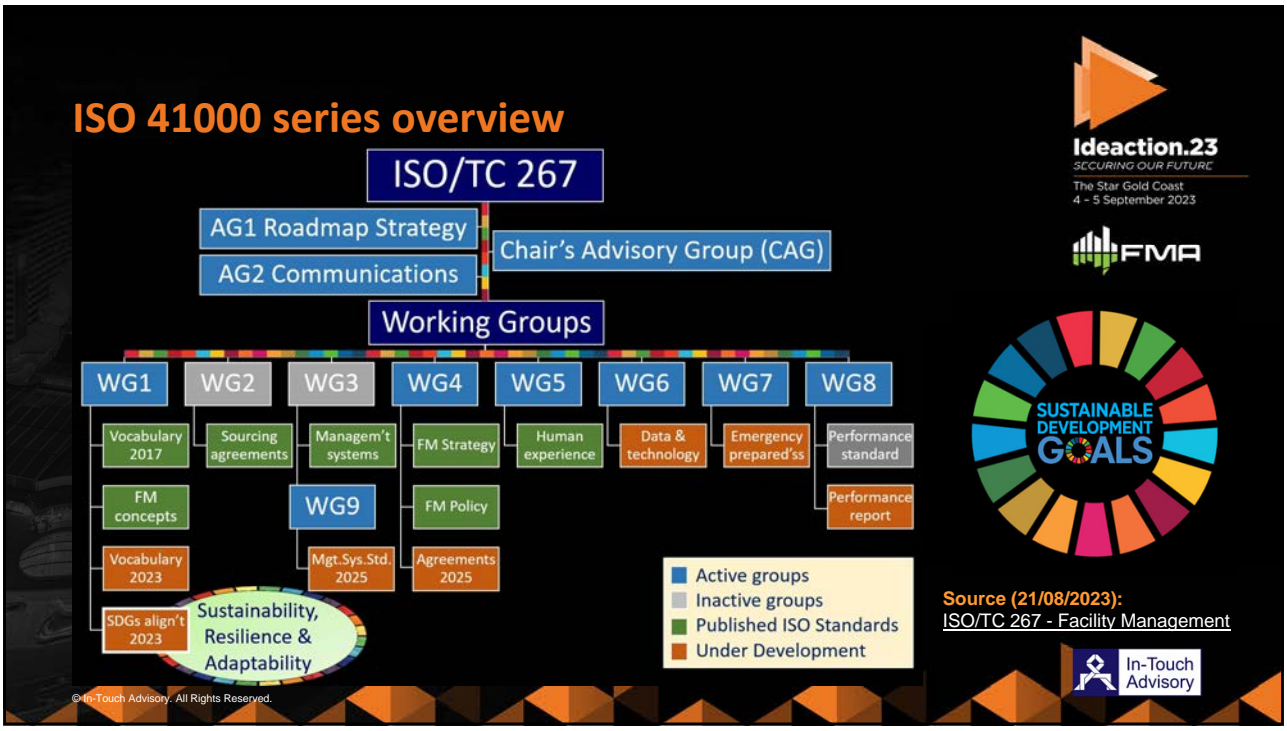 ISO 41000 series overview
ISO/TC 267
AG1 Roadmap Strategy
Chair's Advisory Group (CAG)
AG2 Communications
Working Groups
WG1
WG2
WG3
WG4
WG5
WG6
WG7
WG8
Vocabulary
2017
Sourcing
agreements
Managem't
systems
FM Strategy
Human
experience
Data &
technology
Emergency
prepared'ss
Performance
standard
FM
concepts
WG9
FM Policy
Performance
report
Vocabulary
2023
Mgt.Sys.Std.
2025
Agreements
2025
SDGs align't
2023
Sustainability,
Resilience &
Adaptability
Active groups
Inactive groups
Published ISO Standards
Under Development
Ideaction.23
SECURING OUR FUTURE
The Star Gold Coast
4 – 5 September 2023
FMA
SUSTAINABLE
DEVELOPMENT
GOALS
Source (21/08/2023):
ISO/TC 267 - Facility Management
In-Touch
Advisory
© In-Touch Advisory. All Rights Reserved.